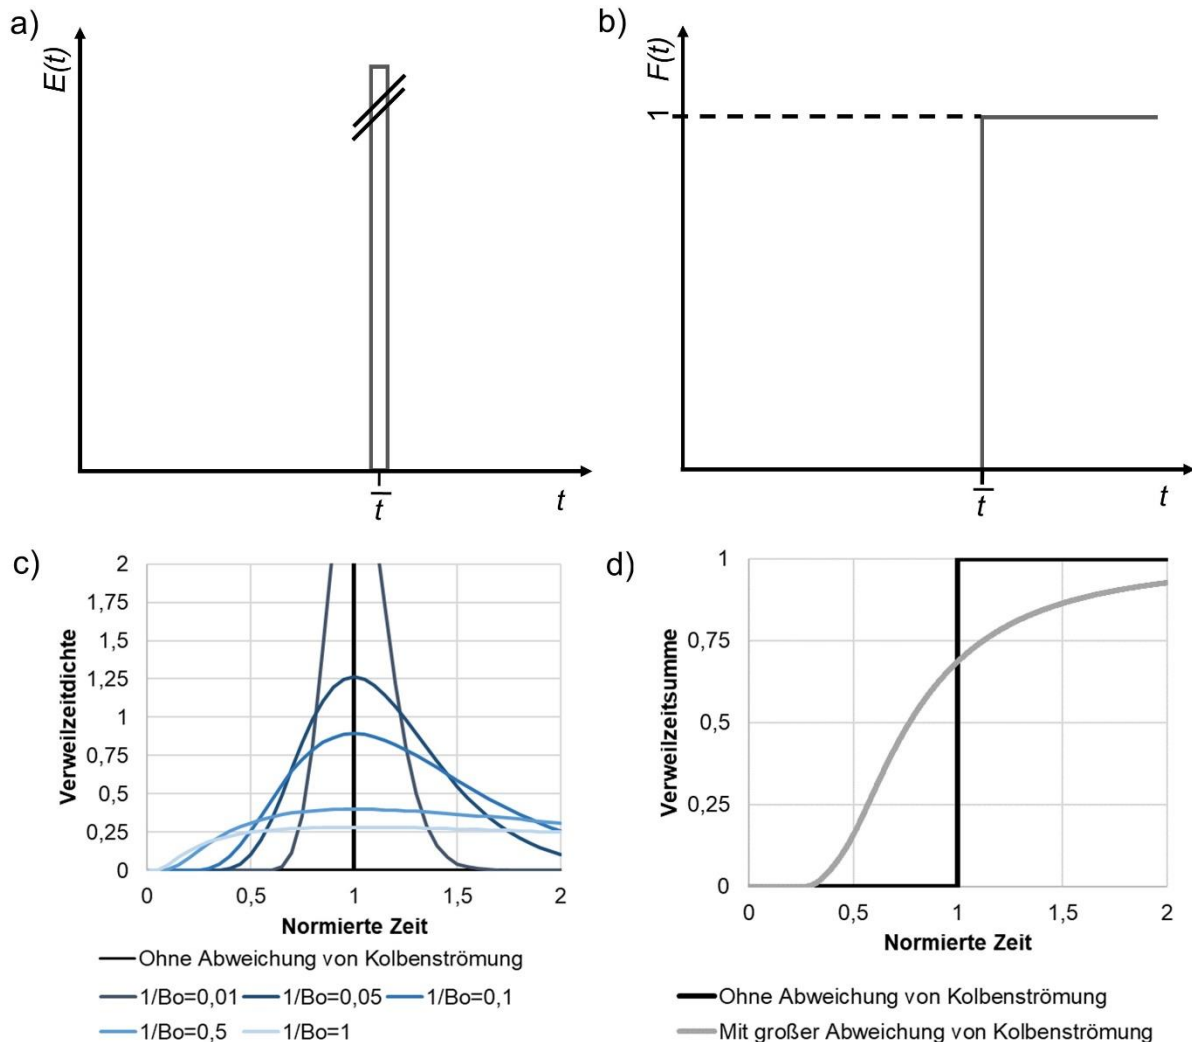 a)
E(t)
t̅
t
b)
F(t)
1
t̅
t
c)
Verweilzeitdichte
2
1,75
1,5
1,25
1
0,75
0,5
0,25
0
0 0,5 1 1,5 2
Normierte Zeit
Ohne Abweichung von Kolbenströmung
1/Bo=0,01 1/Bo=0,05 1/Bo=0,1
1/Bo=0,5 1/Bo=1
d)
Verweilzeitsumme
1
0,75
0,5
0,25
0
0 0,5 1 1,5 2
Normierte Zeit
Ohne Abweichung von Kolbenströmung
Mit großer Abweichung von Kolbenströmung